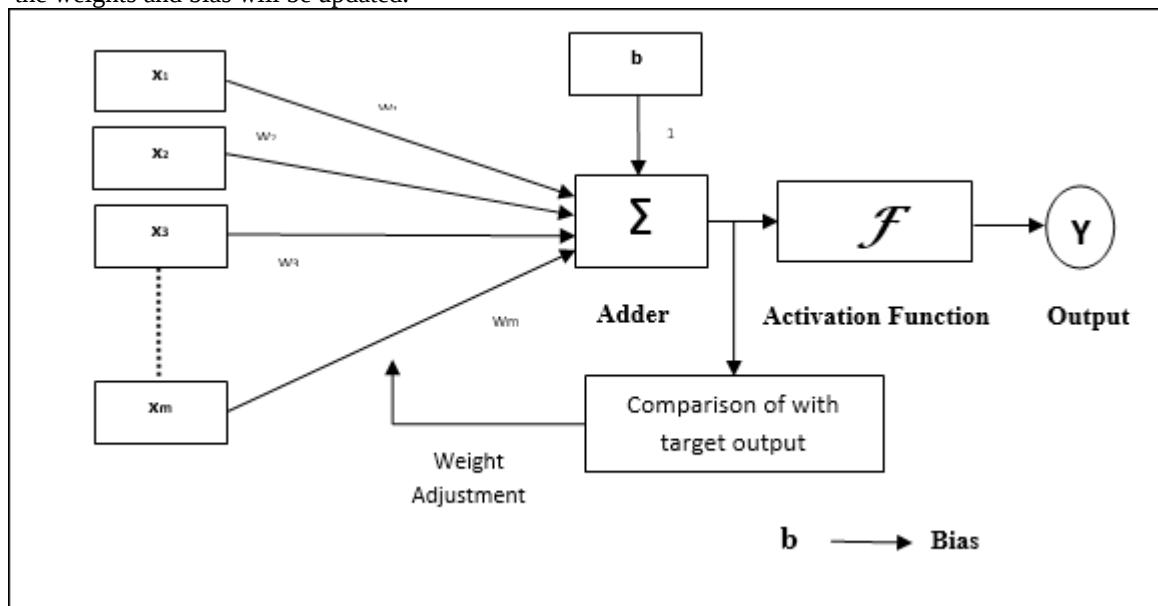 the weights and bias will be updated.
x1
b
w1
1
w2
x2
x3
Σ
ℱ
Y
w3
wm
Adder
Activation Function
Output
xm
Comparison of with
target output
Weight
Adjustment
b
Bias